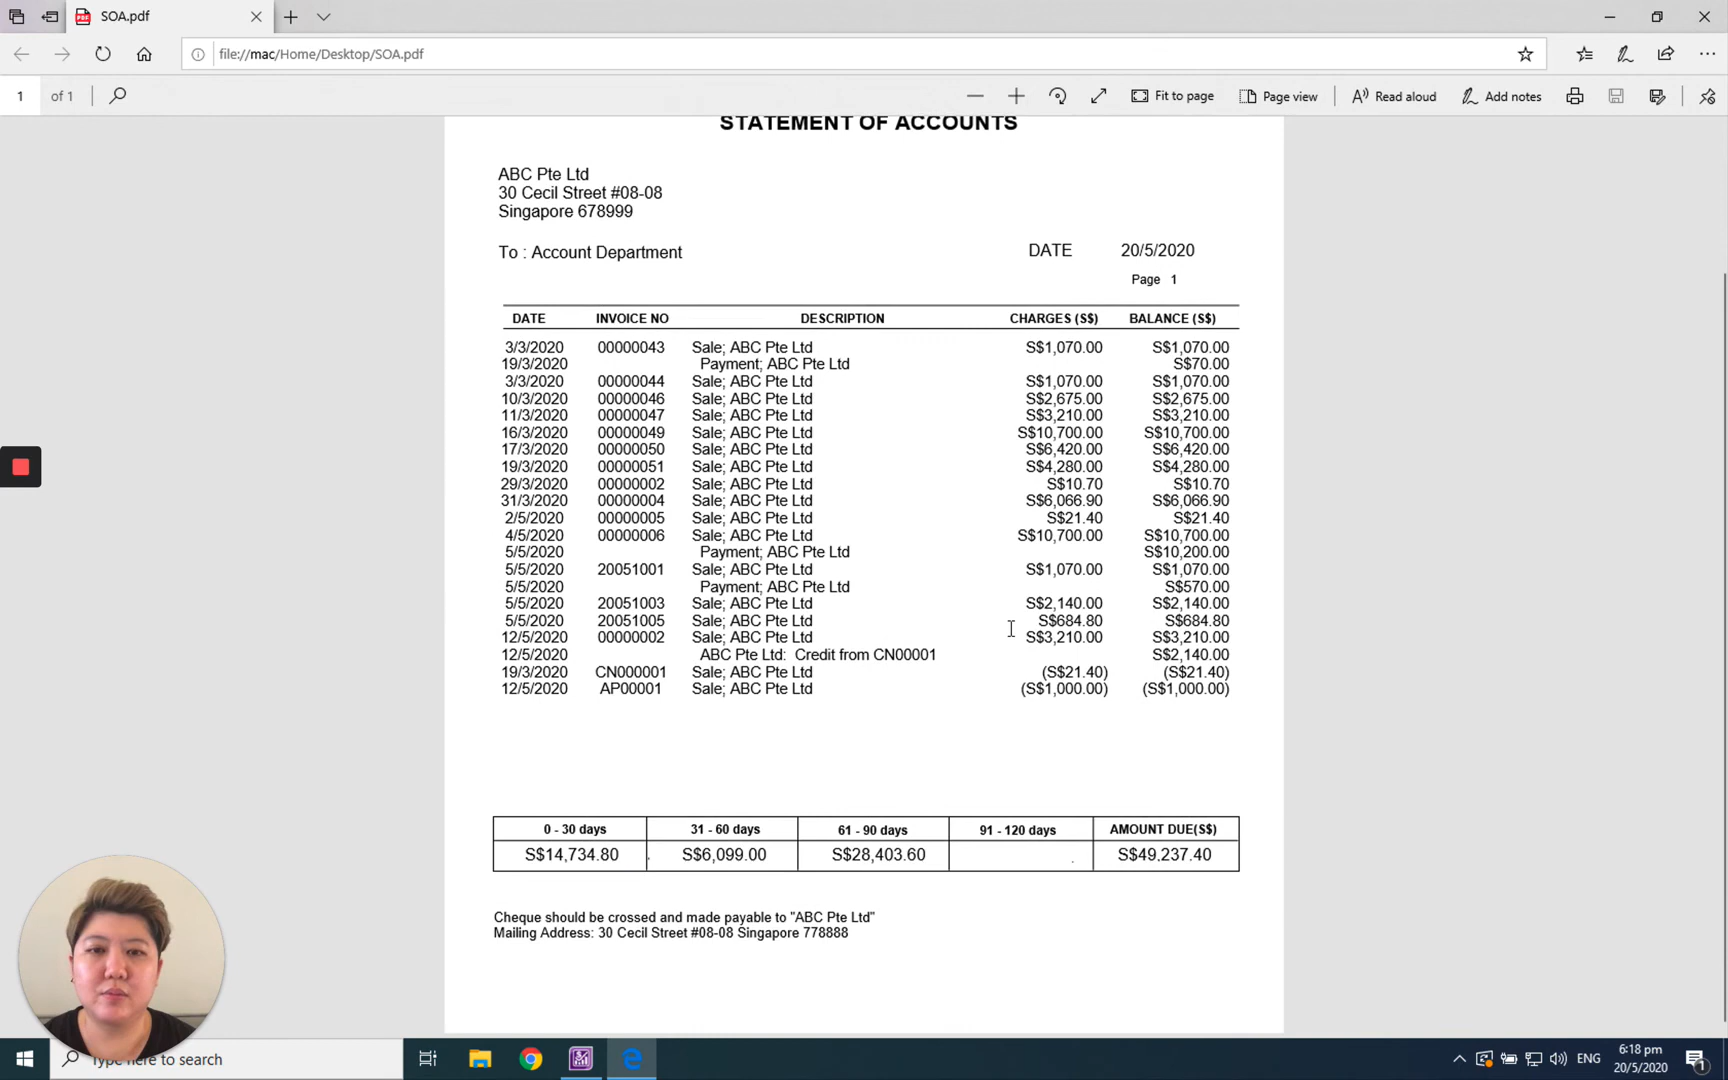 SOA.pdf
file://mac/Home/Desktop/SOA.pdf
1 of 1 Fit to page Page view Read aloud Add notes
STATEMENT OF ACCOUNTS
ABC Pte Ltd
30 Cecil Street #08-08
Singapore 678999
To : Account Department DATE 20/5/2020
Page 1
DATE INVOICE NO DESCRIPTION CHARGES (S$) BALANCE (S$)
3/3/2020 00000043 Sale; ABC Pte Ltd S$1,070.00 S$1,070.00
19/3/2020 Payment; ABC Pte Ltd S$70.00
3/3/2020 00000044 Sale; ABC Pte Ltd S$1,070.00 S$1,070.00
10/3/2020 00000046 Sale; ABC Pte Ltd S$2,675.00 S$2,675.00
11/3/2020 00000047 Sale; ABC Pte Ltd S$3,210.00 S$3,210.00
16/3/2020 00000049 Sale; ABC Pte Ltd S$10,700.00 S$10,700.00
17/3/2020 00000050 Sale; ABC Pte Ltd S$6,420.00 S$6,420.00
19/3/2020 00000051 Sale; ABC Pte Ltd S$4,280.00 S$4,280.00
29/3/2020 00000002 Sale; ABC Pte Ltd S$10.70 S$10.70
31/3/2020 00000004 Sale; ABC Pte Ltd S$6,066.90 S$6,066.90
2/5/2020 00000005 Sale; ABC Pte Ltd S$21.40 S$21.40
4/5/2020 00000006 Sale; ABC Pte Ltd S$10,700.00 S$10,700.00
5/5/2020 Payment; ABC Pte Ltd S$10,200.00
5/5/2020 20051001 Sale; ABC Pte Ltd S$1,070.00 S$1,070.00
5/5/2020 Payment; ABC Pte Ltd S$570.00
5/5/2020 20051003 Sale; ABC Pte Ltd S$2,140.00 S$2,140.00
5/5/2020 20051005 Sale; ABC Pte Ltd S$684.80 S$684.80
12/5/2020 00000002 Sale; ABC Pte Ltd S$3,210.00 S$3,210.00
12/5/2020 ABC Pte Ltd: Credit from CN00001 S$2,140.00
19/3/2020 CN000001 Sale; ABC Pte Ltd (S$21.40) (S$21.40)
12/5/2020 AP00001 Sale; ABC Pte Ltd (S$1,000.00) (S$1,000.00)
0 - 30 days 31 - 60 days 61 - 90 days 91 - 120 days AMOUNT DUE(S$)
S$14,734.80 S$6,099.00 S$28,403.60 S$49,237.40
Cheque should be crossed and made payable to "ABC Pte Ltd"
Mailing Address: 30 Cecil Street #08-08 Singapore 778888
Type here to search ENG 6:18 pm
20/5/2020
1